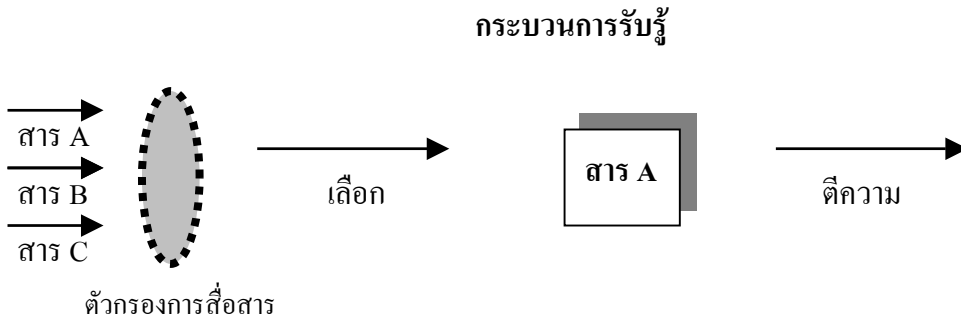 กระบวนการรับรู้
สาร A
สาร B
สาร C
เลือก
สาร A
ตีความ
ตัวกรองการสื่อสาร